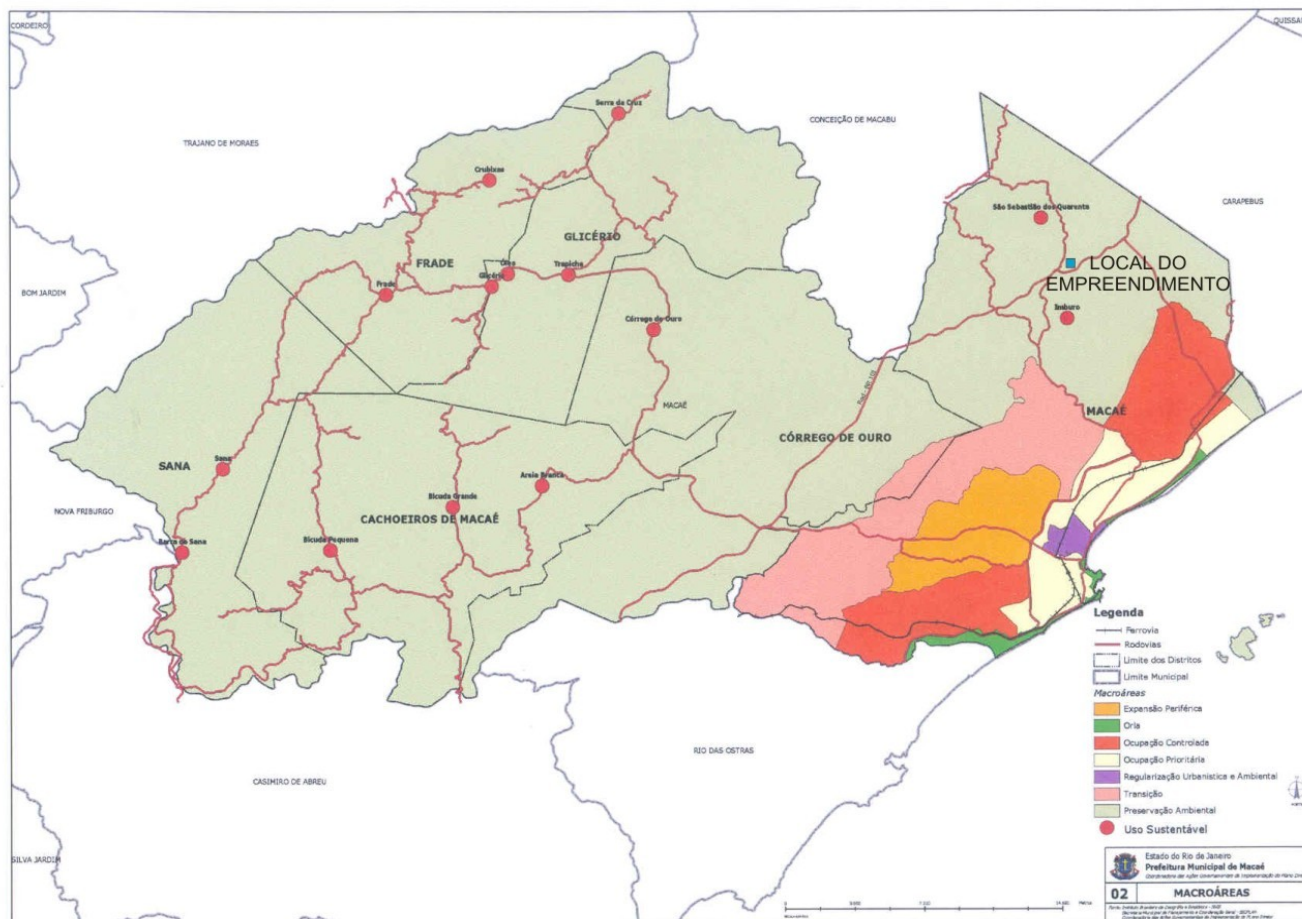 CORDEIRO
QUISSA
TRAJANO DE MORAES
CONCEIÇÃO DE MACABU
CARAPEBUS
BOM JARDIM
NOVA FRIBURGO
SILVA JARDIM
CASIMIRO DE ABREU
RIO DAS OSTRAS
Serra da Cruz
Crubixas
GLICÉRIO
FRADE
Óleo
Glicério
Trapiche
Frade
Córrego do Ouro
São Sebastião dos Quarenta
LOCAL DO
EMPREENDIMENTO
Imburo
MACAÉ
MACAÉ
CÓRREGO DE OURO
SANA
Sana
Areia Branca
Bicuda Grande
CACHOEIROS DE MACAÉ
Bicuda Pequena
Barra do Sana
Legenda
Ferrovia
Rodovias
Limite dos Distritos
Limite Municipal
Macroáreas
Expansão Periférica
Orla
Ocupação Controlada
Ocupação Prioritária
Regularização Urbanística e Ambiental
Transição
Preservação Ambiental
Uso Sustentável
Estado do Rio de Janeiro
Prefeitura Municipal de Macaé
02 MACROÁREAS